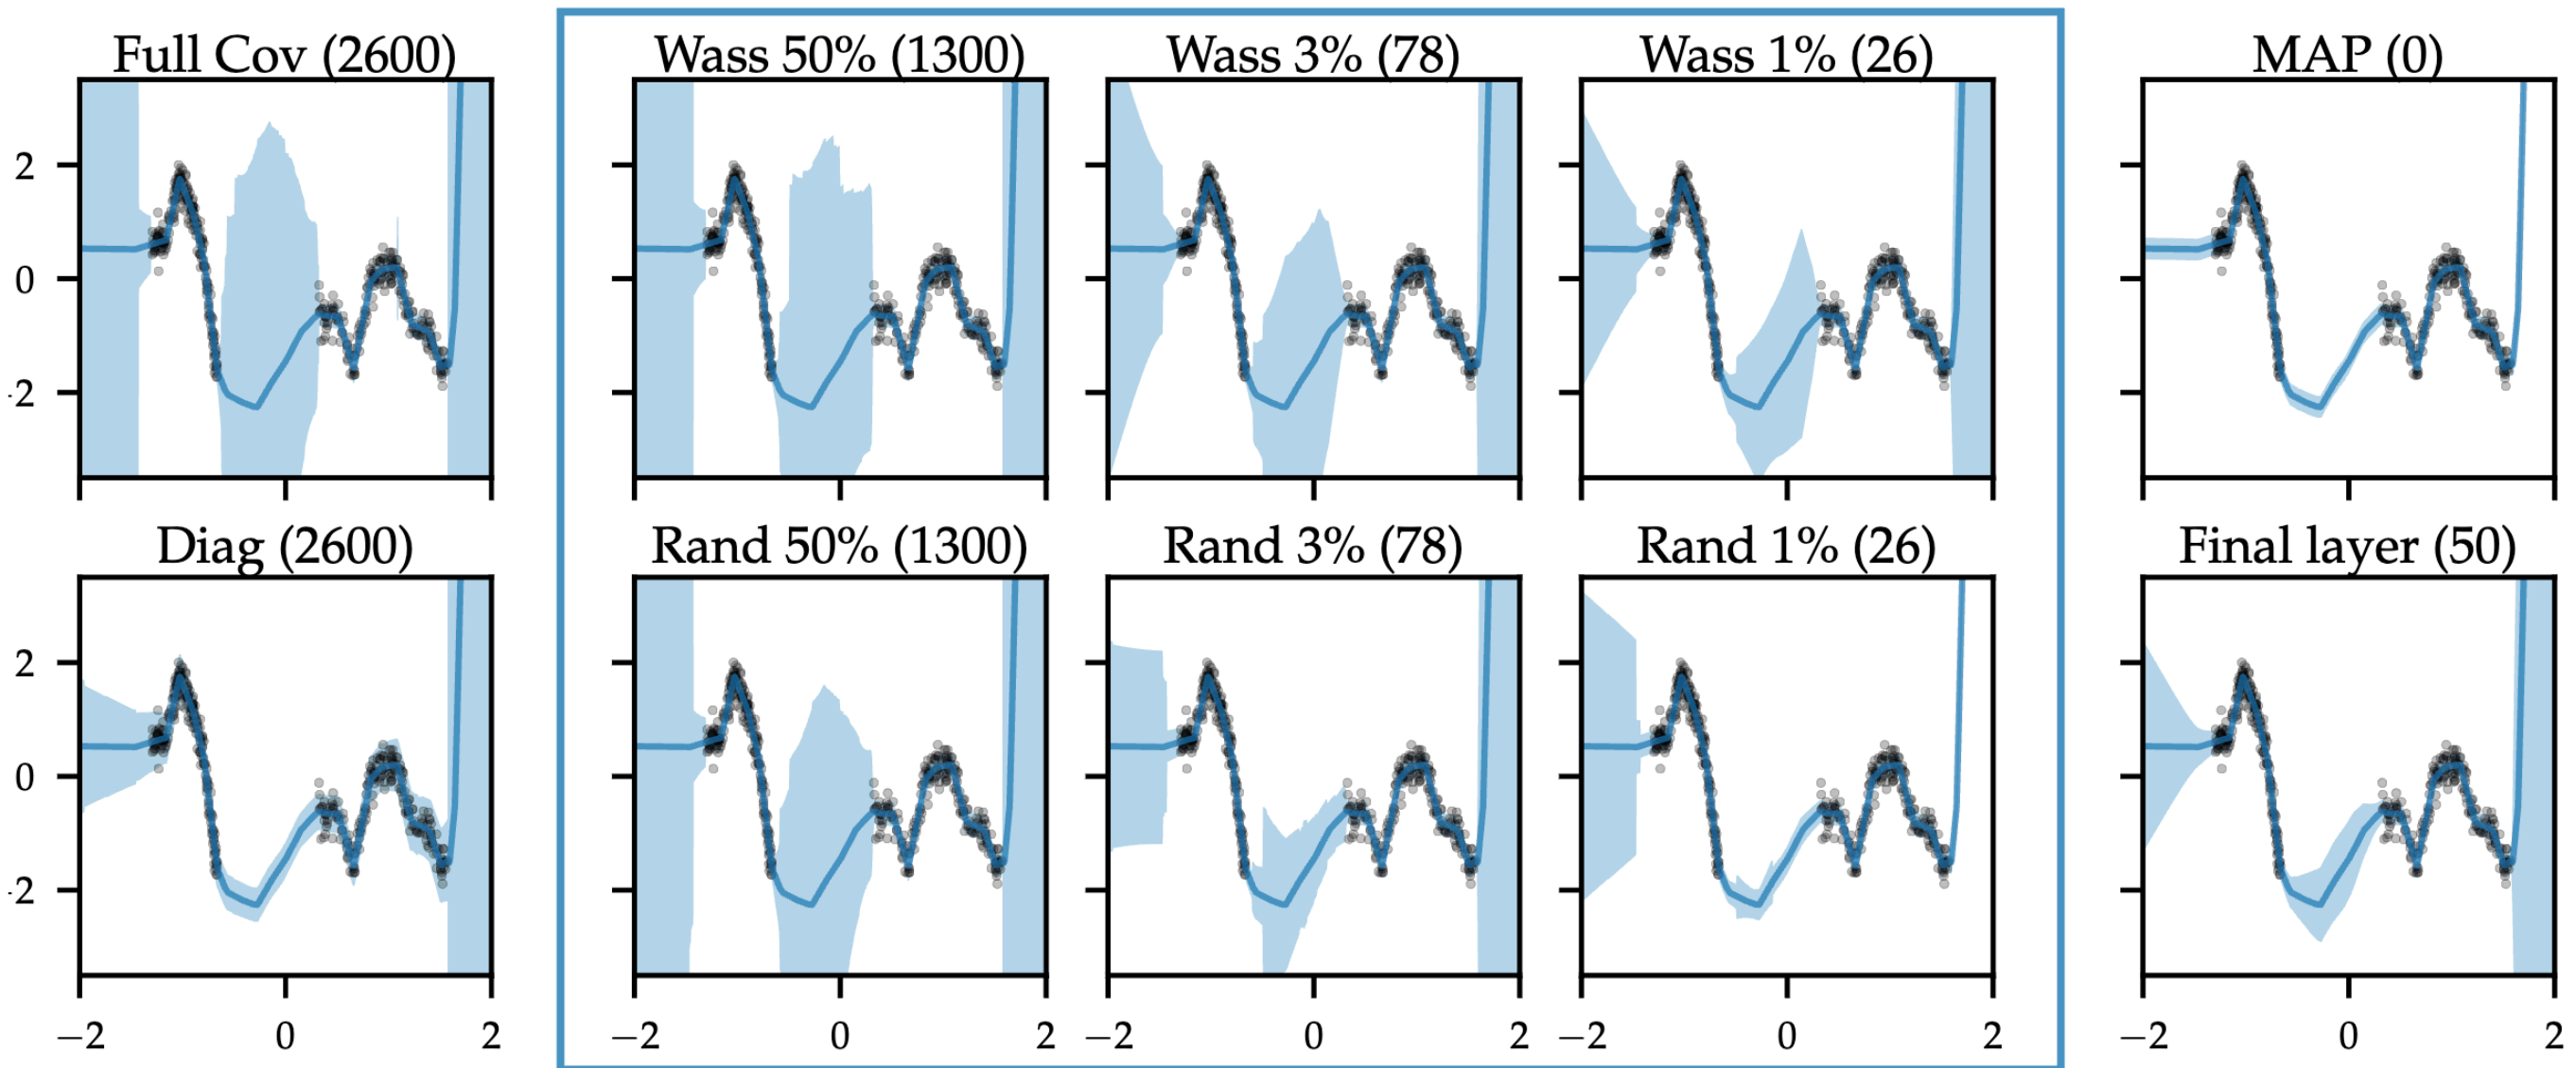 Full Cov (2600)
Wass 50% (1300)
Wass 3% (78)
Wass 1% (26)
MAP (0)
2
0
-2
Diag (2600)
Rand 50% (1300)
Rand 3% (78)
Rand 1% (26)
Final layer (50)
2
0
-2
−2 0 2
−2 0 2
−2 0 2
−2 0 2
−2 0 2